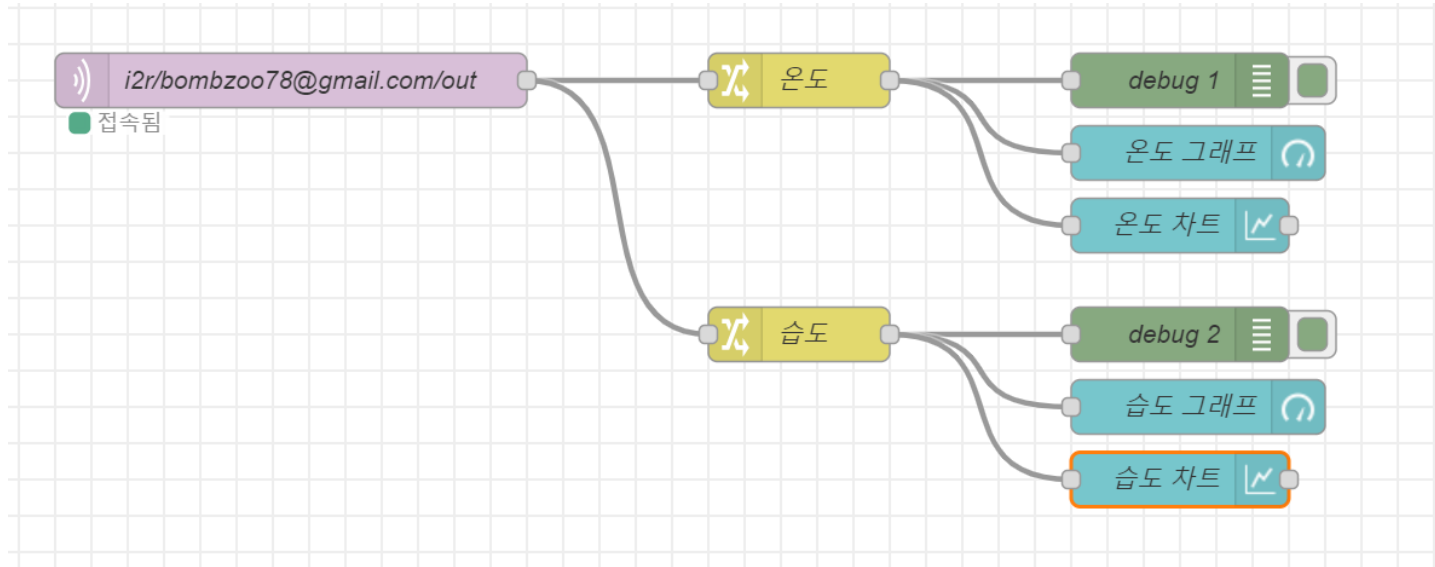 i2r/bombzoo78@gmail.com/out
접속됨
온도
debug 1
온도 그래프
온도 차트
습도
debug 2
습도 그래프
습도 차트